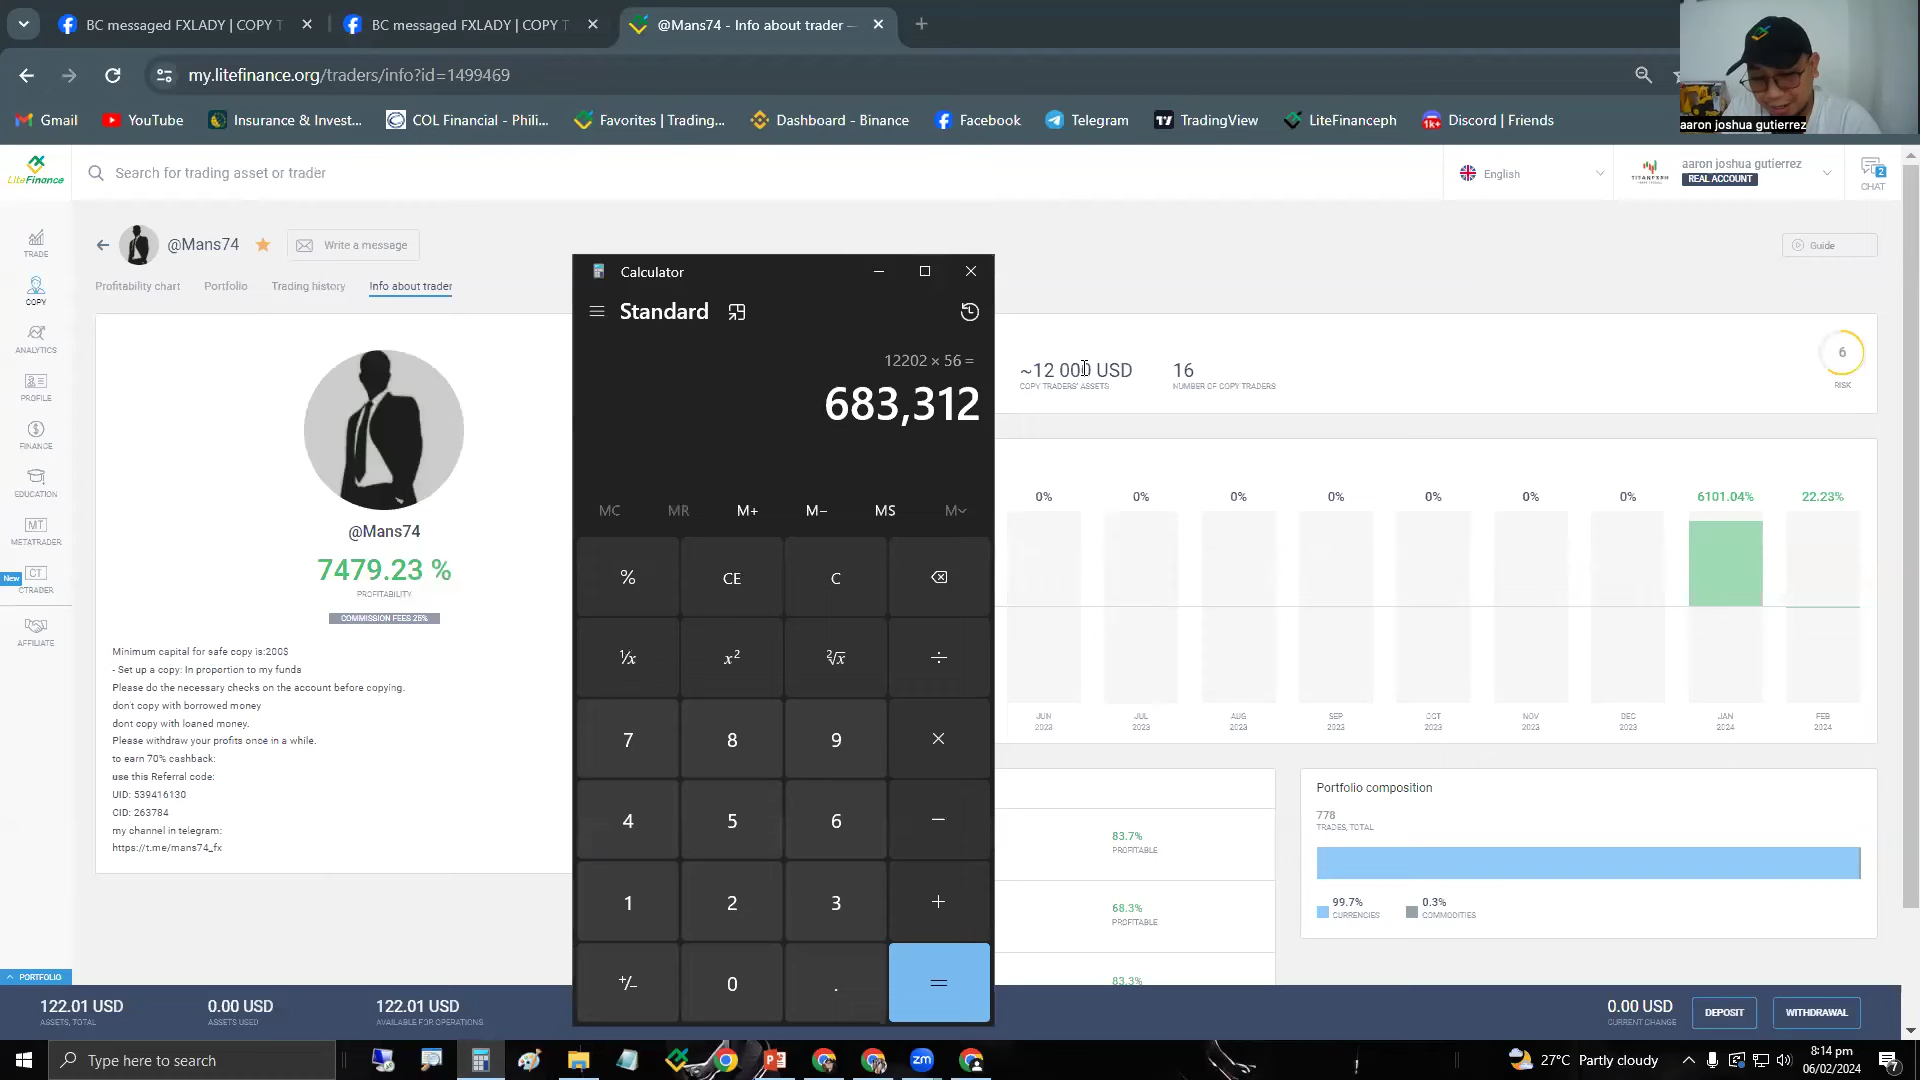 BC messaged FXLADY | COPY T
BC messaged FXLADY | COPY T
@Mans74 - Info about trader –
my.litefinance.org/traders/info?id=1499469
Gmail
YouTube
Insurance & Invest...
COL Financial - Phili...
Favorites | Trading...
Dashboard - Binance
Facebook
Telegram
TradingView
LiteFinanceph
Discord | Friends
aaron joshua gutierrez
LiteFinance
Search for trading asset or trader
English
aaron joshua gutierrez
REAL ACCOUNT
2
CHAT
TRADE
COPY
ANALYTICS
PROFILE
FINANCE
EDUCATION
MT
METATRADER
New
CT
CTRADER
AFFILIATE
@Mans74
Write a message
Guide
Profitability chart
Portfolio
Trading history
Info about trader
@Mans74
7479.23 %
PROFITABILITY
COMMISSION FEES 25%
Minimum capital for safe copy is:200$
- Set up a copy: In proportion to my funds
Please do the necessary checks on the account before copying.
don't copy with borrowed money
dont copy with loaned money.
Please withdraw your profits once in a while.
to earn 70% cashback:
use this Referral code:
UID: 539416130
CID: 263784
my channel in telegram:
https://t.me/mans74_fx
Calculator
Standard
12202 × 56 =
683,312
MC MR M+ M− MS M
% CE C
¹/x x² ²√x ÷
7 8 9 ×
4 5 6 −
1 2 3 +
+/− 0 . =
~12 000 USD
COPY TRADERS' ASSETS
16
NUMBER OF COPY TRADERS
6
RISK
0% 0% 0% 0% 0% 0% 0% 6101.04% 22.23%
JUN JUL AUG SEP OCT NOV DEC JAN FEB
2023 2023 2023 2023 2023 2023 2023 2024 2024
83.7%
PROFITABLE
68.3%
PROFITABLE
83.3%
Portfolio composition
778
TRADES, TOTAL
99.7%
CURRENCIES
0.3%
COMMODITIES
PORTFOLIO
122.01 USD
ASSETS, TOTAL
0.00 USD
ASSETS USED
122.01 USD
AVAILABLE FOR OPERATIONS
0.00 USD
CURRENT CHANGE
DEPOSIT
WITHDRAWAL
Type here to search
zm
27°C Partly cloudy
8:14 pm
06/02/2024
7